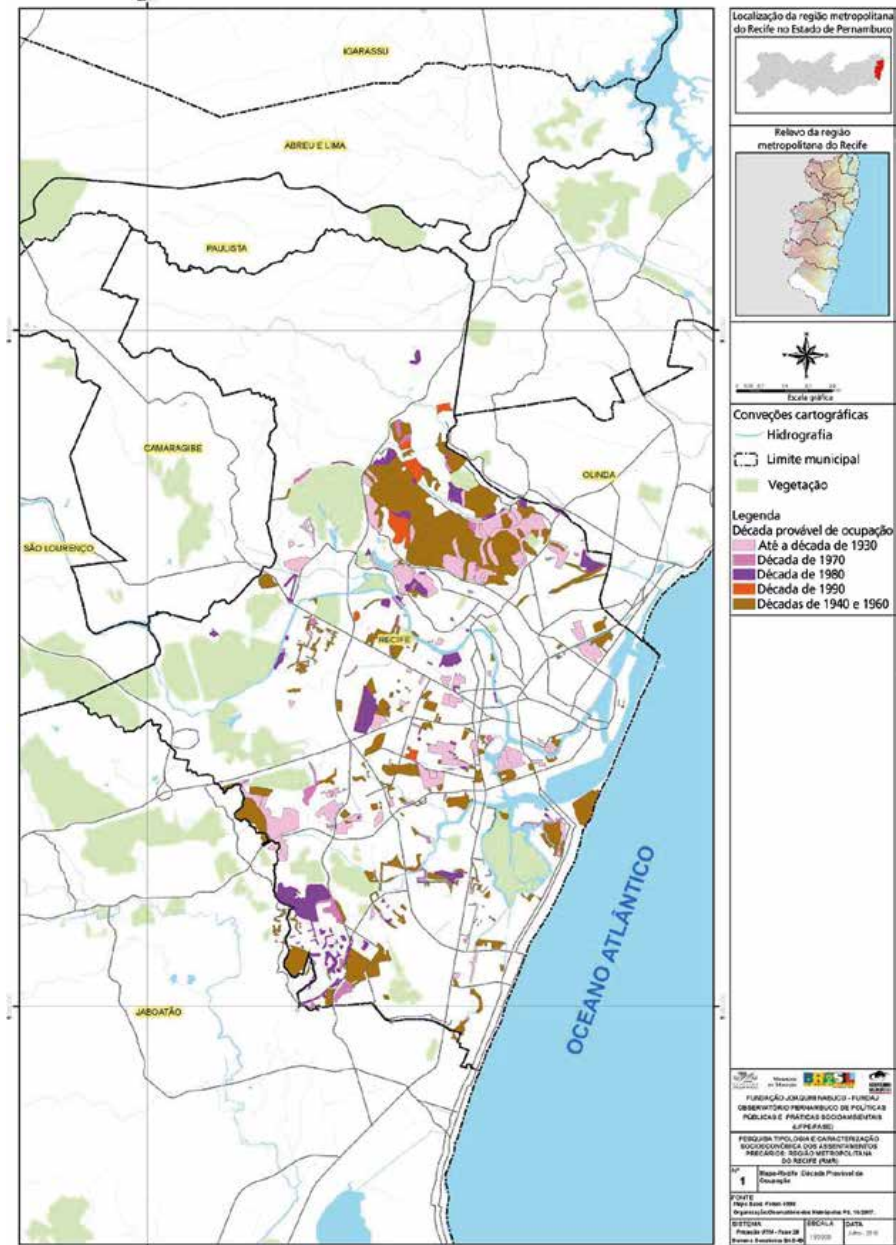 IGARASSU
ABREU E LIMA
PAULISTA
CAMARAGIBE
OLINDA
SÃO LOURENÇO
RECIFE
JABOATÃO
OCEANO ATLÂNTICO
Localização da região metropolitana
do Recife no Estado de Pernambuco
Relevo da região
metropolitana do Recife
Escala gráfica
Conveções cartográficas
Hidrografia
Limite municipal
Vegetação
Legenda
Década provável de ocupação
Até a década de 1930
Década de 1970
Década de 1980
Década de 1990
Décadas de 1940 e 1960
BRASIL
FUNDAÇÃO JOAQUIM NABUCO - FUNDAJ
OBSERVATÓRIO PERNAMBUCO DE POLÍTICAS
PÚBLICAS E PRÁTICAS SOCIOAMBIENTAIS
(UFPE/FASE)
PESQUISA TIPOLOGIA E CARACTERIZAÇÃO
SOCIOECONÔMICA DOS ASSENTAMENTOS
PRECÁRIOS: REGIÃO METROPOLITANA
DO RECIFE (RMR)
Nº
1
Mapa-Recife: Década Provável de
Ocupação
FONTE
SISTEMA
ESCALA
DATA